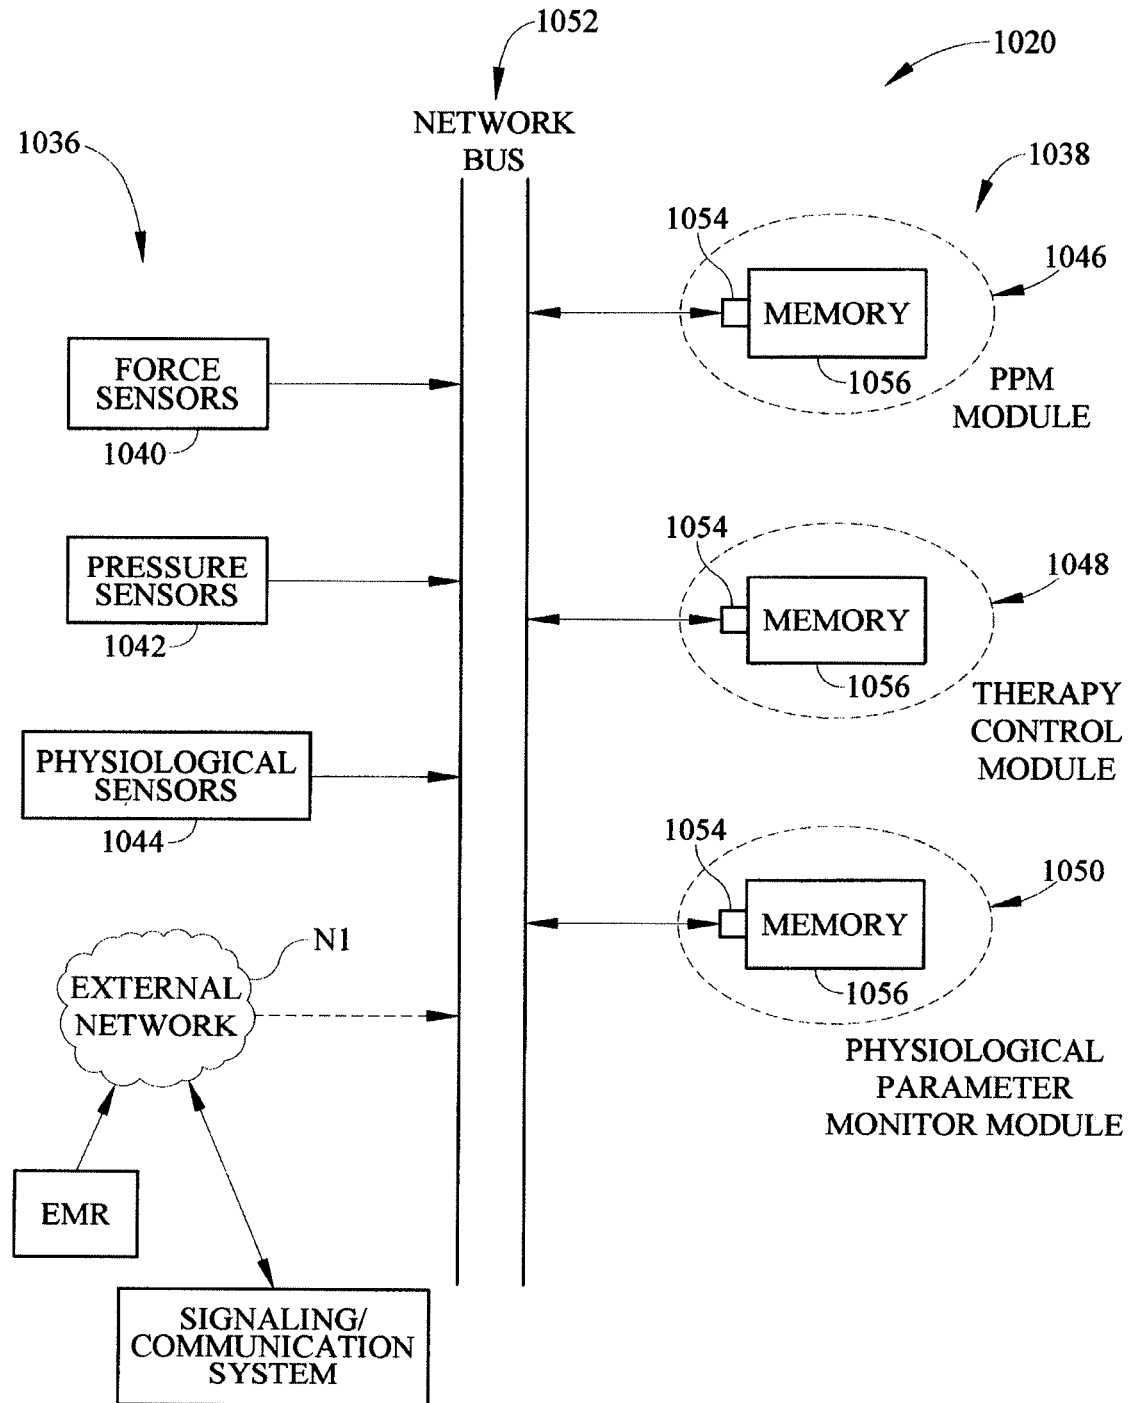 1052
1020
NETWORK
BUS
1036
1038
1054
1046
MEMORY
1056
PPM
MODULE
FORCE
SENSORS
1040
1054
1048
MEMORY
1056
THERAPY
CONTROL
MODULE
PRESSURE
SENSORS
1042
PHYSIOLOGICAL
SENSORS
1044
1054
1050
MEMORY
1056
PHYSIOLOGICAL
PARAMETER
MONITOR MODULE
N1
EXTERNAL
NETWORK
EMR
SIGNALING/
COMMUNICATION
SYSTEM